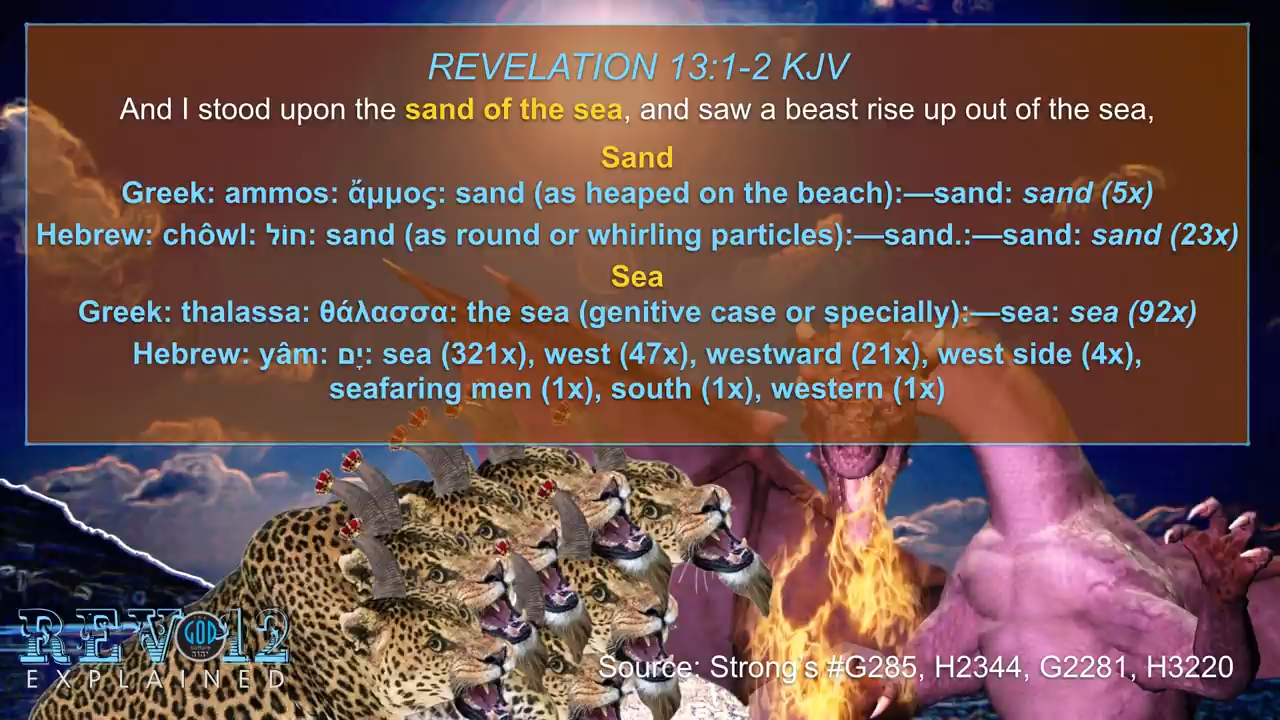 REVELATION 13:1-2 KJV
And I stood upon the sand of the sea, and saw a beast rise up out of the sea,
Sand
Greek: ammos: ἄμμος: sand (as heaped on the beach):—sand: sand (5x)
Hebrew: chôwl: חוֹל: sand (as round or whirling particles):—sand.:—sand: sand (23x)
Sea
Greek: thalassa: θάλασσα: the sea (genitive case or specially):—sea: sea (92x)
Hebrew: yâm: יָם: sea (321x), west (47x), westward (21x), west side (4x),
seafaring men (1x), south (1x), western (1x)
REV GOD 12
יהוה
EXPLAINED
Source: Strong's #G285, H2344, G2281, H3220